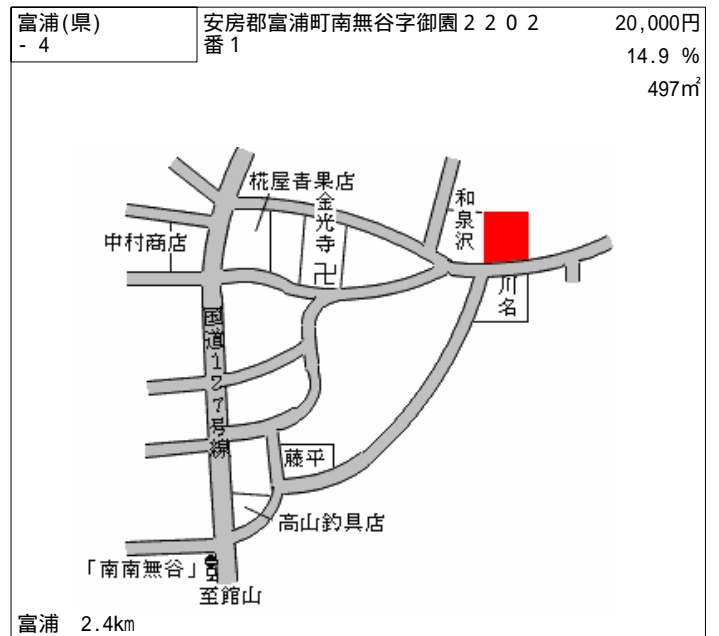 富浦(県)
- 4
安房郡富浦町南無谷字御園２２０２
番１
20,000円
14.9 %
497㎡
枇屋青果店
金光寺
卍
和泉沢
中村商店
川名
国道127号線
藤平
高山釣具店
「南南無谷」
至館山
富浦 2.4km